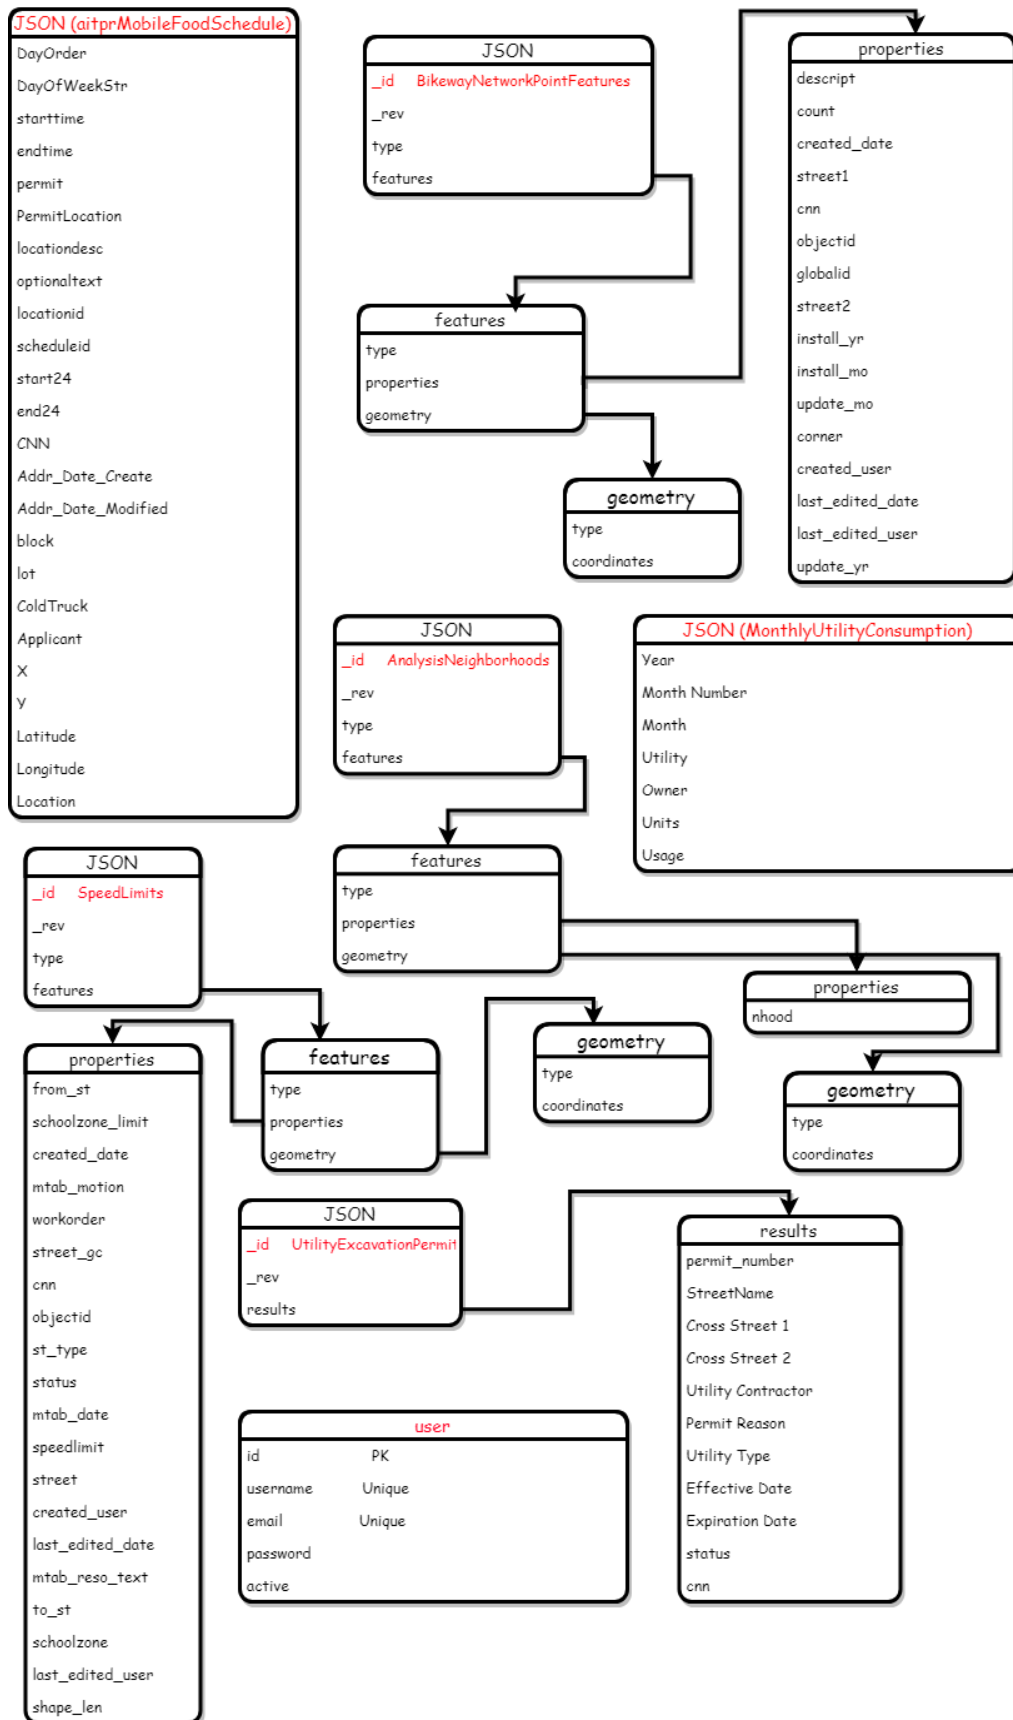 JSON (aitprMobileFoodSchedule)
DayOrder
DayOfWeekStr
starttime
endtime
permit
PermitLocation
locationdesc
optionaltext
locationid
scheduleid
start24
end24
CNN
Addr_Date_Create
Addr_Date_Modified
block
lot
ColdTruck
Applicant
X
Y
Latitude
Longitude
Location
JSON
_id BikewayNetworkPointFeatures
_rev
type
features
features
type
properties
geometry
geometry
type
coordinates
properties
descript
count
created_date
street1
cnn
objectid
globalid
street2
install_yr
install_mo
update_mo
corner
created_user
last_edited_date
last_edited_user
update_yr
JSON
_id AnalysisNeighborhoods
_rev
type
features
JSON (MonthlyUtilityConsumption)
Year
Month Number
Month
Utility
Owner
Units
Usage
features
type
properties
geometry
properties
nhood
geometry
type
coordinates
JSON
_id SpeedLimits
_rev
type
features
features
type
properties
geometry
geometry
type
coordinates
properties
from_st
schoolzone_limit
created_date
mtab_motion
workorder
street_gc
cnn
objectid
st_type
status
mtab_date
speedlimit
street
created_user
last_edited_date
mtab_reso_text
to_st
schoolzone
last_edited_user
shape_len
JSON
_id UtilityExcavationPermit
_rev
results
results
permit_number
StreetName
Cross Street 1
Cross Street 2
Utility Contractor
Permit Reason
Utility Type
Effective Date
Expiration Date
status
cnn
user
id PK
username Unique
email Unique
password
active